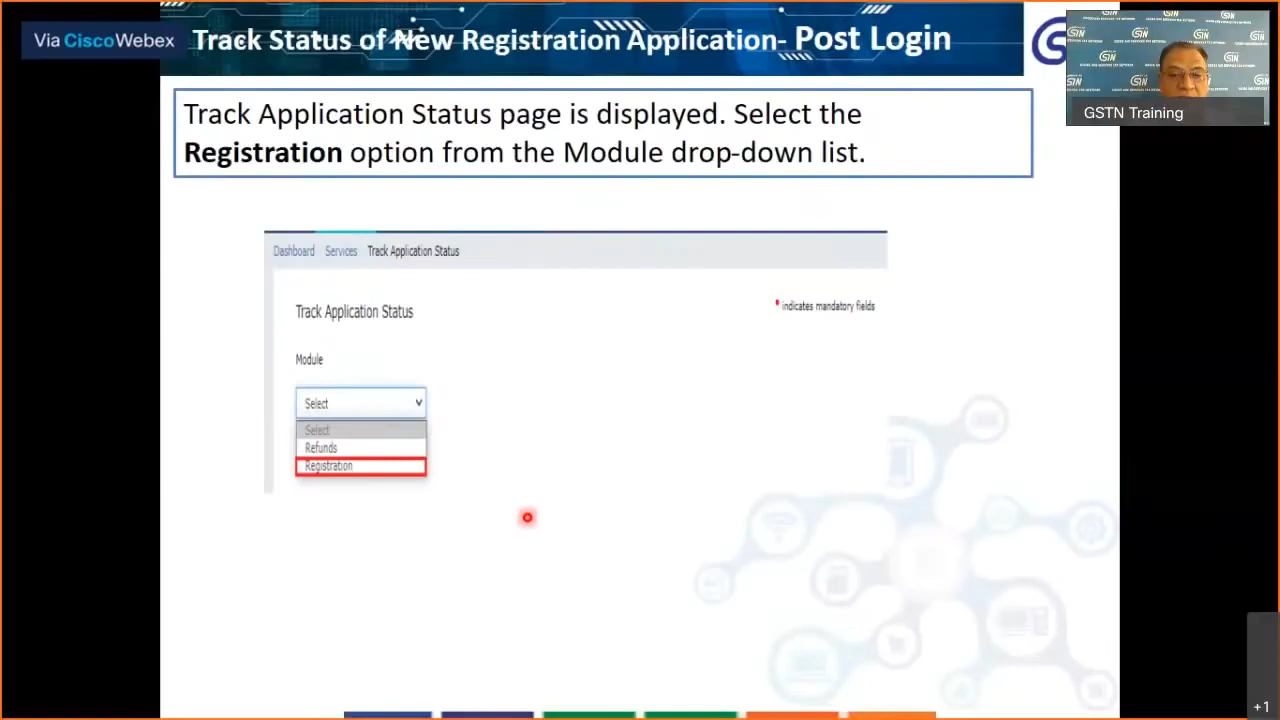 Via CiscoWebex
Track Status of New Registration Application- Post Login
GSTN Training
Track Application Status page is displayed. Select the
Registration option from the Module drop-down list.
Dashboard Services Track Application Status
Track Application Status
* indicates mandatory fields
Module
Select
Select
Refunds
Registration
+1